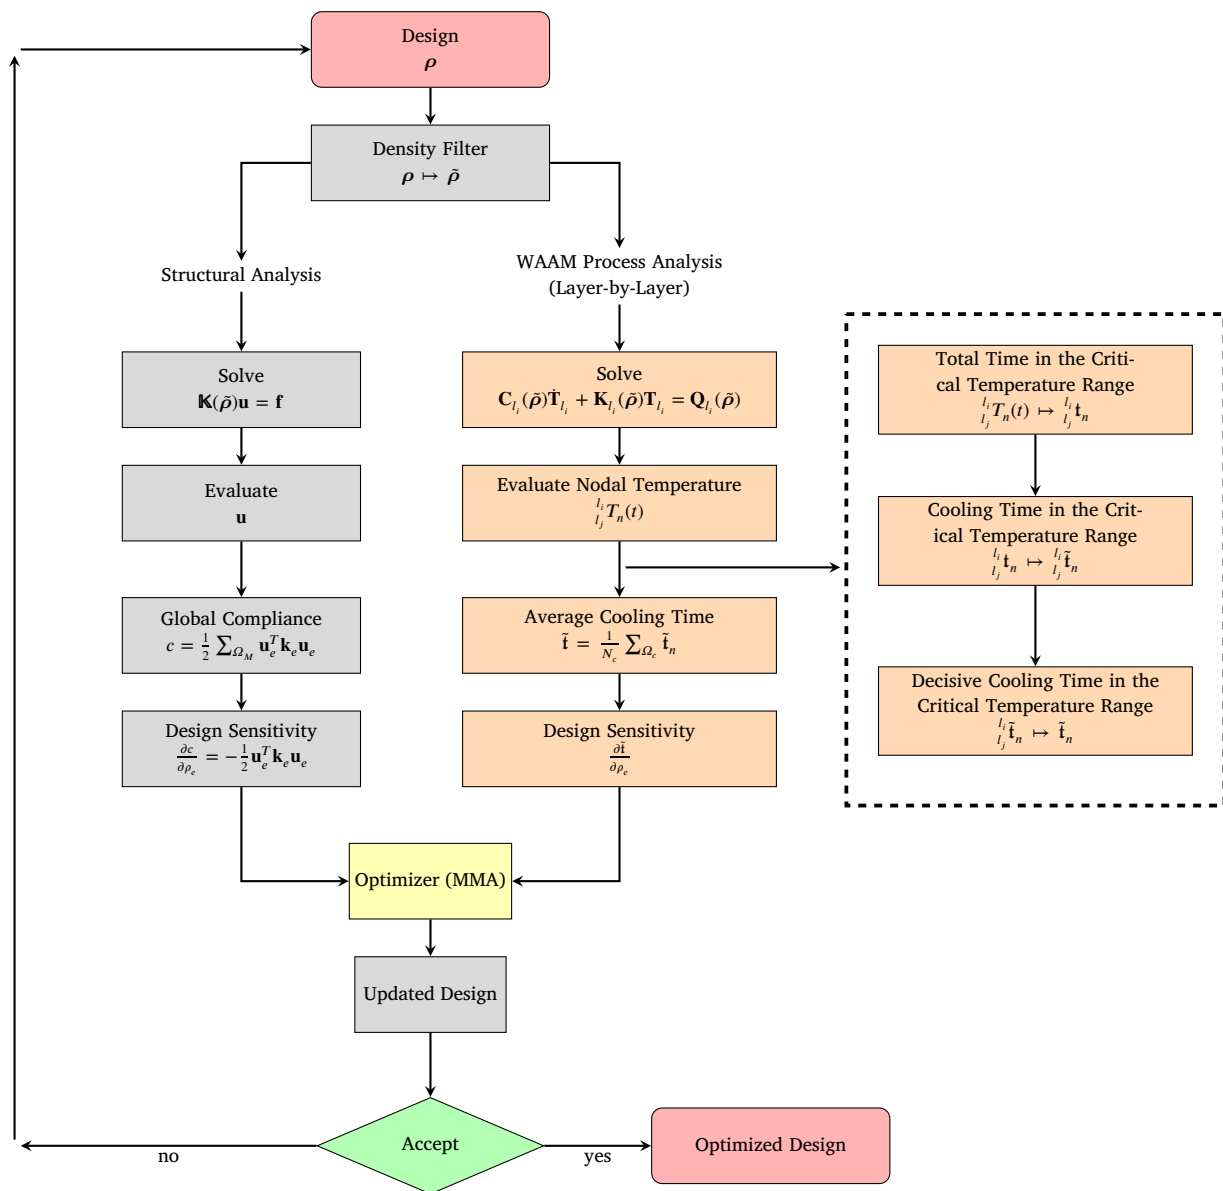 Design
ρ
Density Filter
ρ ↦ ρ̃
Structural Analysis
WAAM Process Analysis
(Layer-by-Layer)
Solve
𝕂(ρ̃)u = f
Solve
C_{l_i}(ρ̃)Ṫ_{l_i} + K_{l_i}(ρ̃)T_{l_i} = Q_{l_i}(ρ̃)
Evaluate
u
Evaluate Nodal Temperature
^{l_i}_{l_j}T_n(t)
Global Compliance
c = \frac{1}{2} ∑_{Ω_M} u_e^T k_e u_e
Average Cooling Time
𝔱̃ = \frac{1}{N_c} ∑_{Ω_c} 𝔱̃_n
Design Sensitivity
\frac{∂c}{∂ρ_e} = −\frac{1}{2} u_e^T k_e u_e
Design Sensitivity
\frac{∂𝔱̃}{∂ρ_e}
Total Time in the Criti-
cal Temperature Range
^{l_i}_{l_j}T_n(t) ↦ ^{l_i}_{l_j}𝔱_n
Cooling Time in the Crit-
ical Temperature Range
^{l_i}_{l_j}𝔱_n ↦ ^{l_i}_{l_j}𝔱̃_n
Decisive Cooling Time in the
Critical Temperature Range
^{l_i}_{l_j}𝔱̃_n ↦ 𝔱̃_n
Optimizer (MMA)
Updated Design
Accept
no
yes
Optimized Design